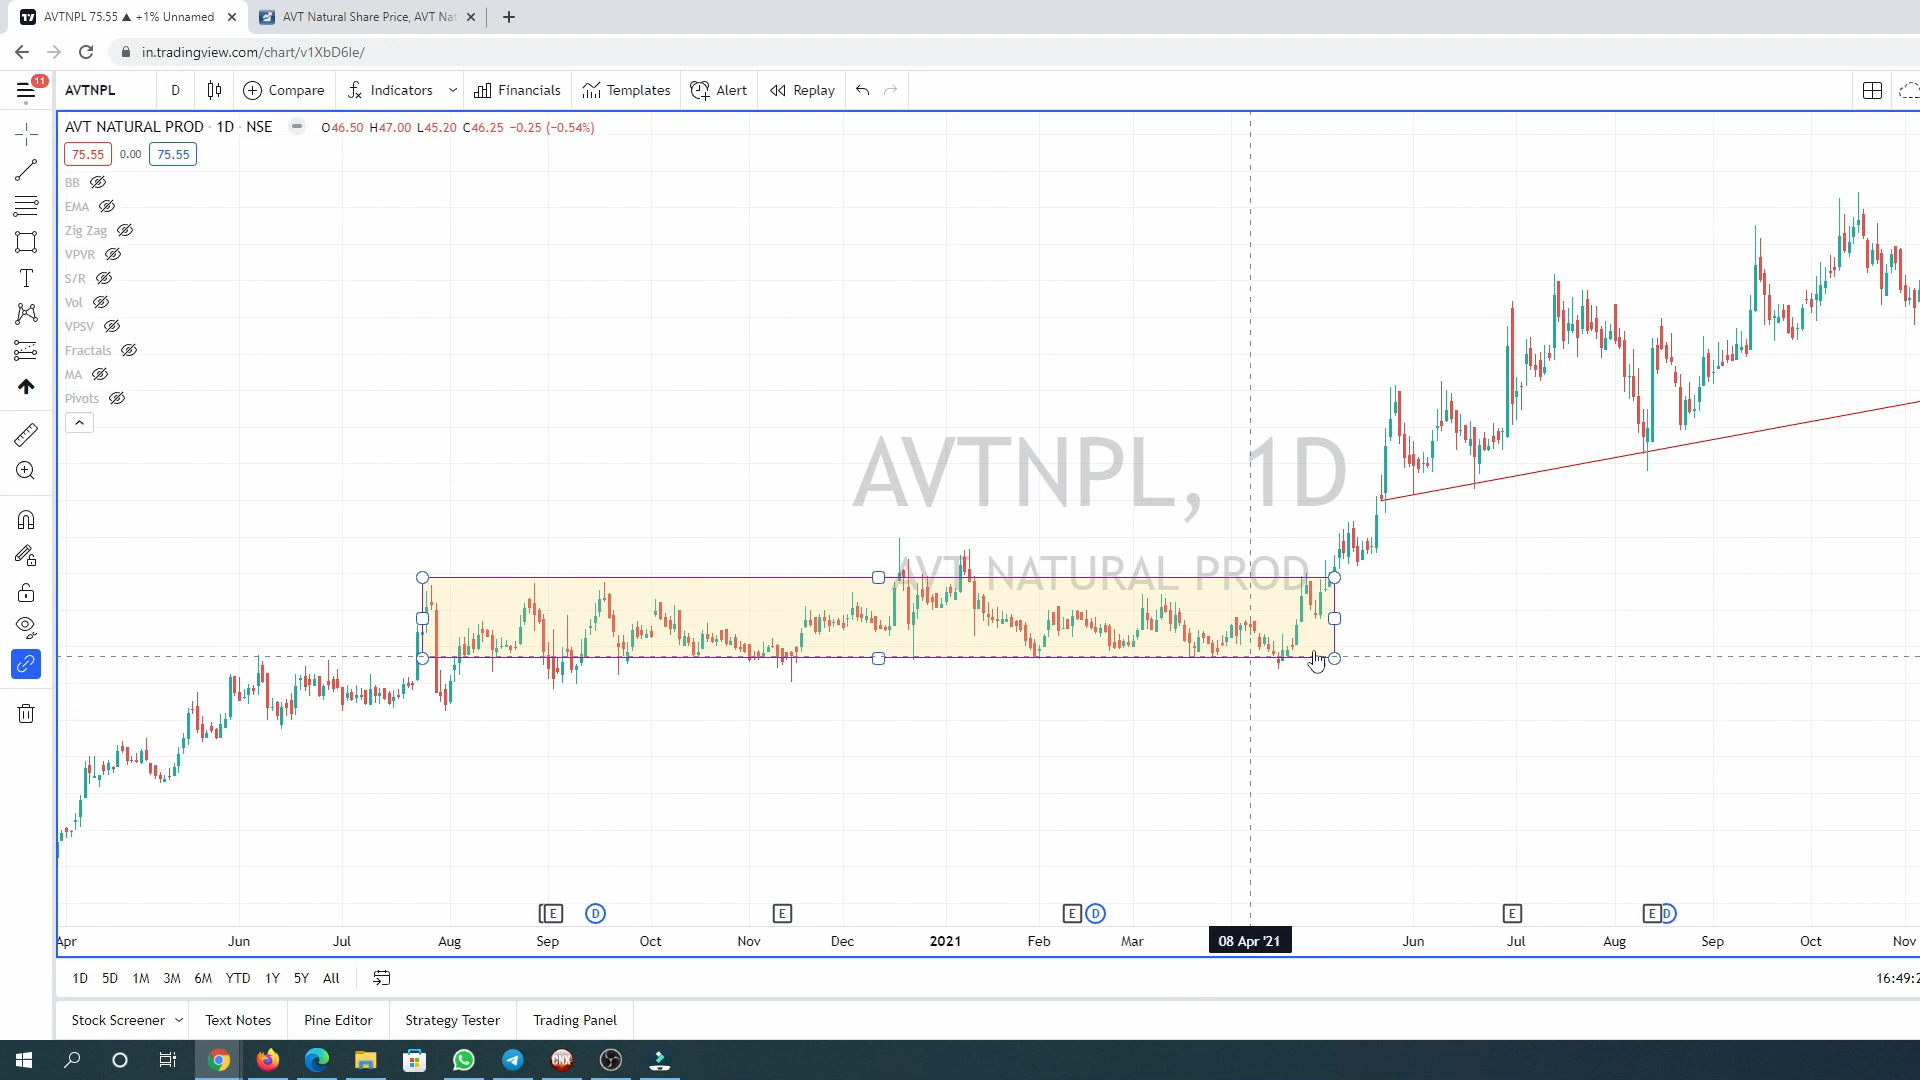 AVTNPL 75.55 ▲ +1% Unnamed
AVT Natural Share Price, AVT Nat
in.tradingview.com/chart/v1XbD6Ie/
11
AVTNPL D Compare Indicators Financials Templates Alert Replay
AVT NATURAL PROD · 1D · NSE O46.50 H47.00 L45.20 C46.25 −0.25 (−0.54%)
75.55 0.00 75.55
BB
EMA
Zig Zag
VPVR
S/R
Vol
VPSV
Fractals
MA
Pivots
AVTNPL, 1D
AVT NATURAL PROD
E D E E D E E D
Apr Jun Jul Aug Sep Oct Nov Dec 2021 Feb Mar 08 Apr '21 Jun Jul Aug Sep Oct Nov
1D 5D 1M 3M 6M YTD 1Y 5Y All 16:49:2
Stock Screener Text Notes Pine Editor Strategy Tester Trading Panel
CNX